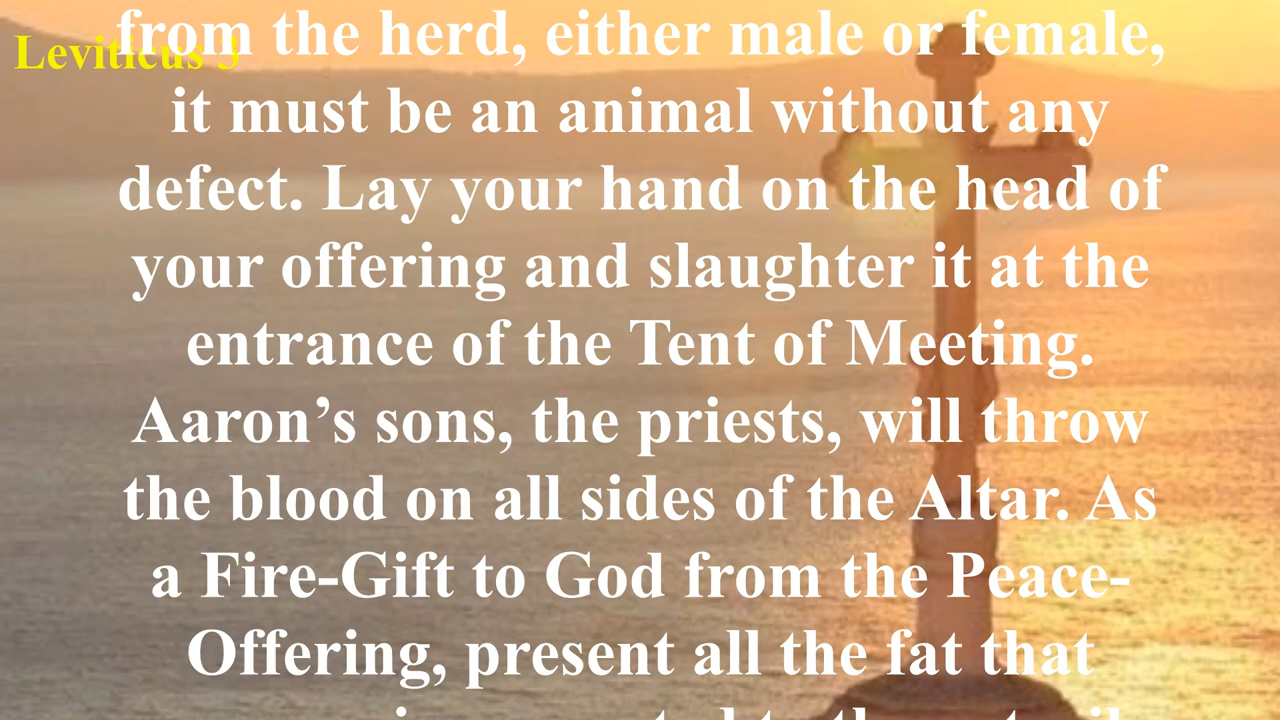 Leviticus 3
from the herd, either male or female,
it must be an animal without any
defect. Lay your hand on the head of
your offering and slaughter it at the
entrance of the Tent of Meeting.
Aaron’s sons, the priests, will throw
the blood on all sides of the Altar. As
a Fire-Gift to God from the Peace-
Offering, present all the fat that